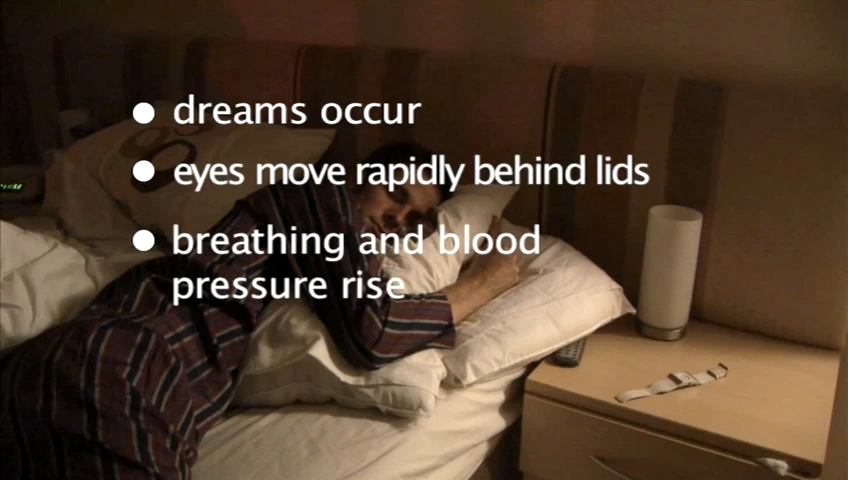 dreams occur
eyes move rapidly behind lids
breathing and blood
pressure rise